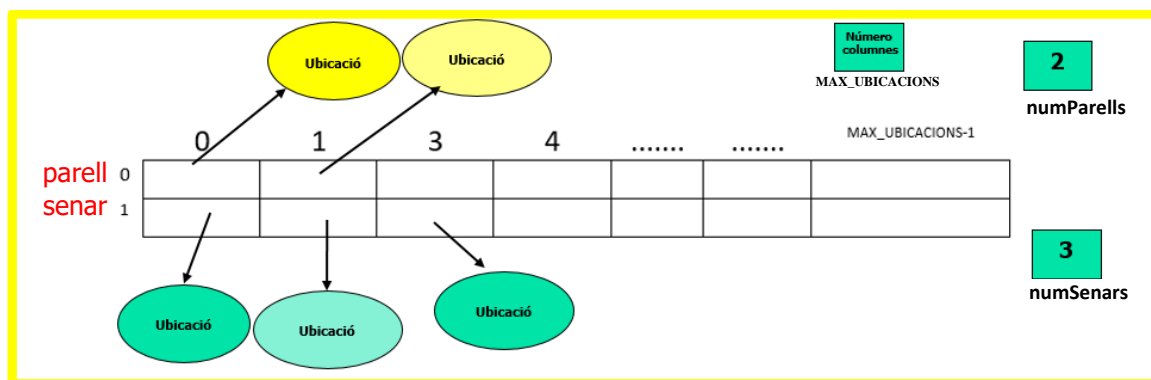 Ubicació
Ubicació
Número
columnes
MAX_UBICACIONS
2
numParells
0 1 3 4 ....... ....... MAX_UBICACIONS-1
parell 0
senar 1
3
numSenars
Ubicació
Ubicació
Ubicació